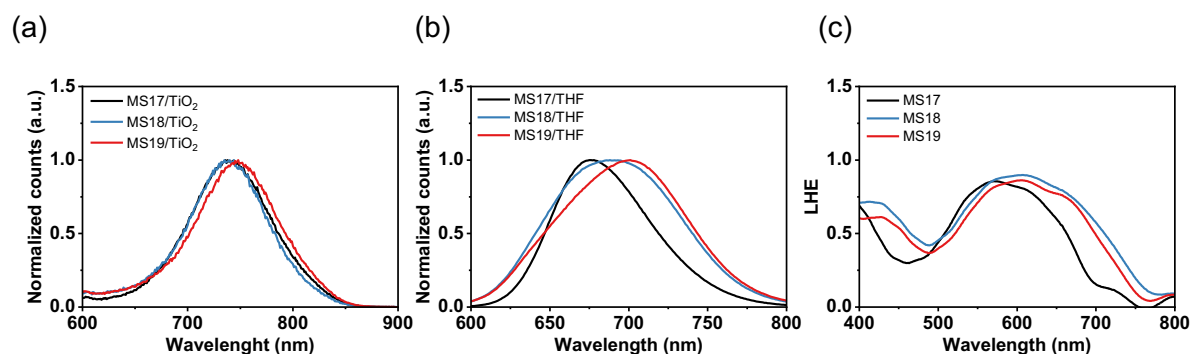 (a)
(b)
(c)
Normalized counts (a.u.)
1.5
1.0
0.5
0.0
MS17/TiO₂
MS18/TiO₂
MS19/TiO₂
600 700 800 900
Wavelenght (nm)
Normalized counts (a.u.)
1.5
1.0
0.5
0.0
MS17/THF
MS18/THF
MS19/THF
600 650 700 750 800
Wavelength (nm)
LHE
1.5
1.0
0.5
0.0
MS17
MS18
MS19
400 500 600 700 800
Wavelength (nm)